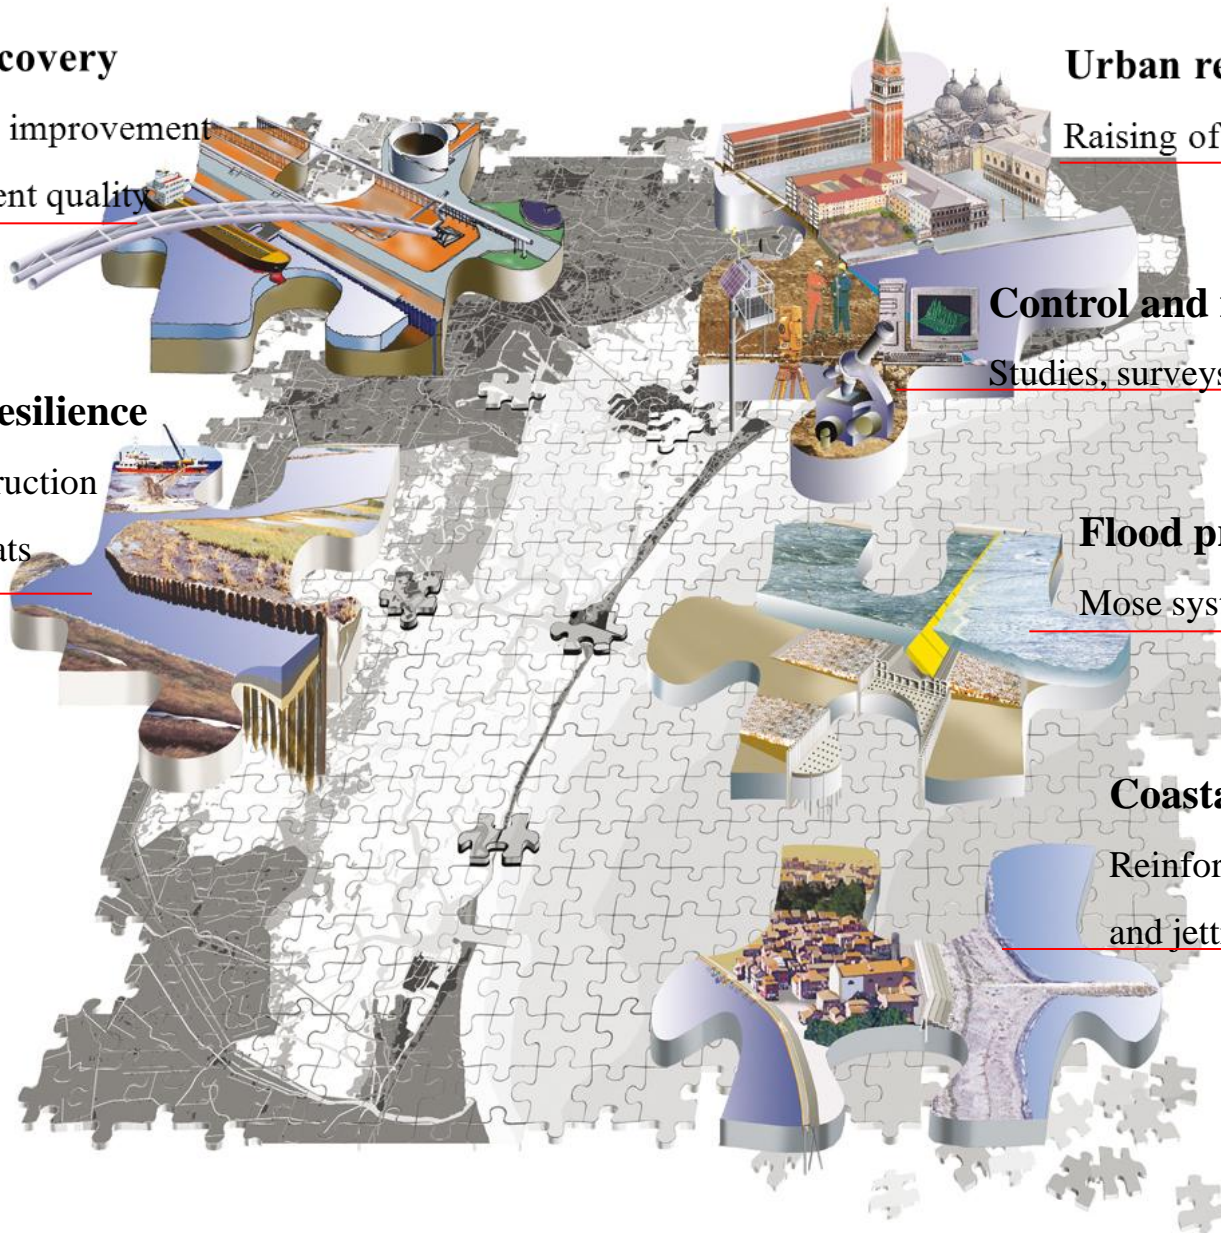 covery
improvement
ent quality
Urban re
Raising of
Control and
Studies, surveys
esilience
ruction
ats
Flood pr
Mose syst
Coasta
Reinfor
and jett